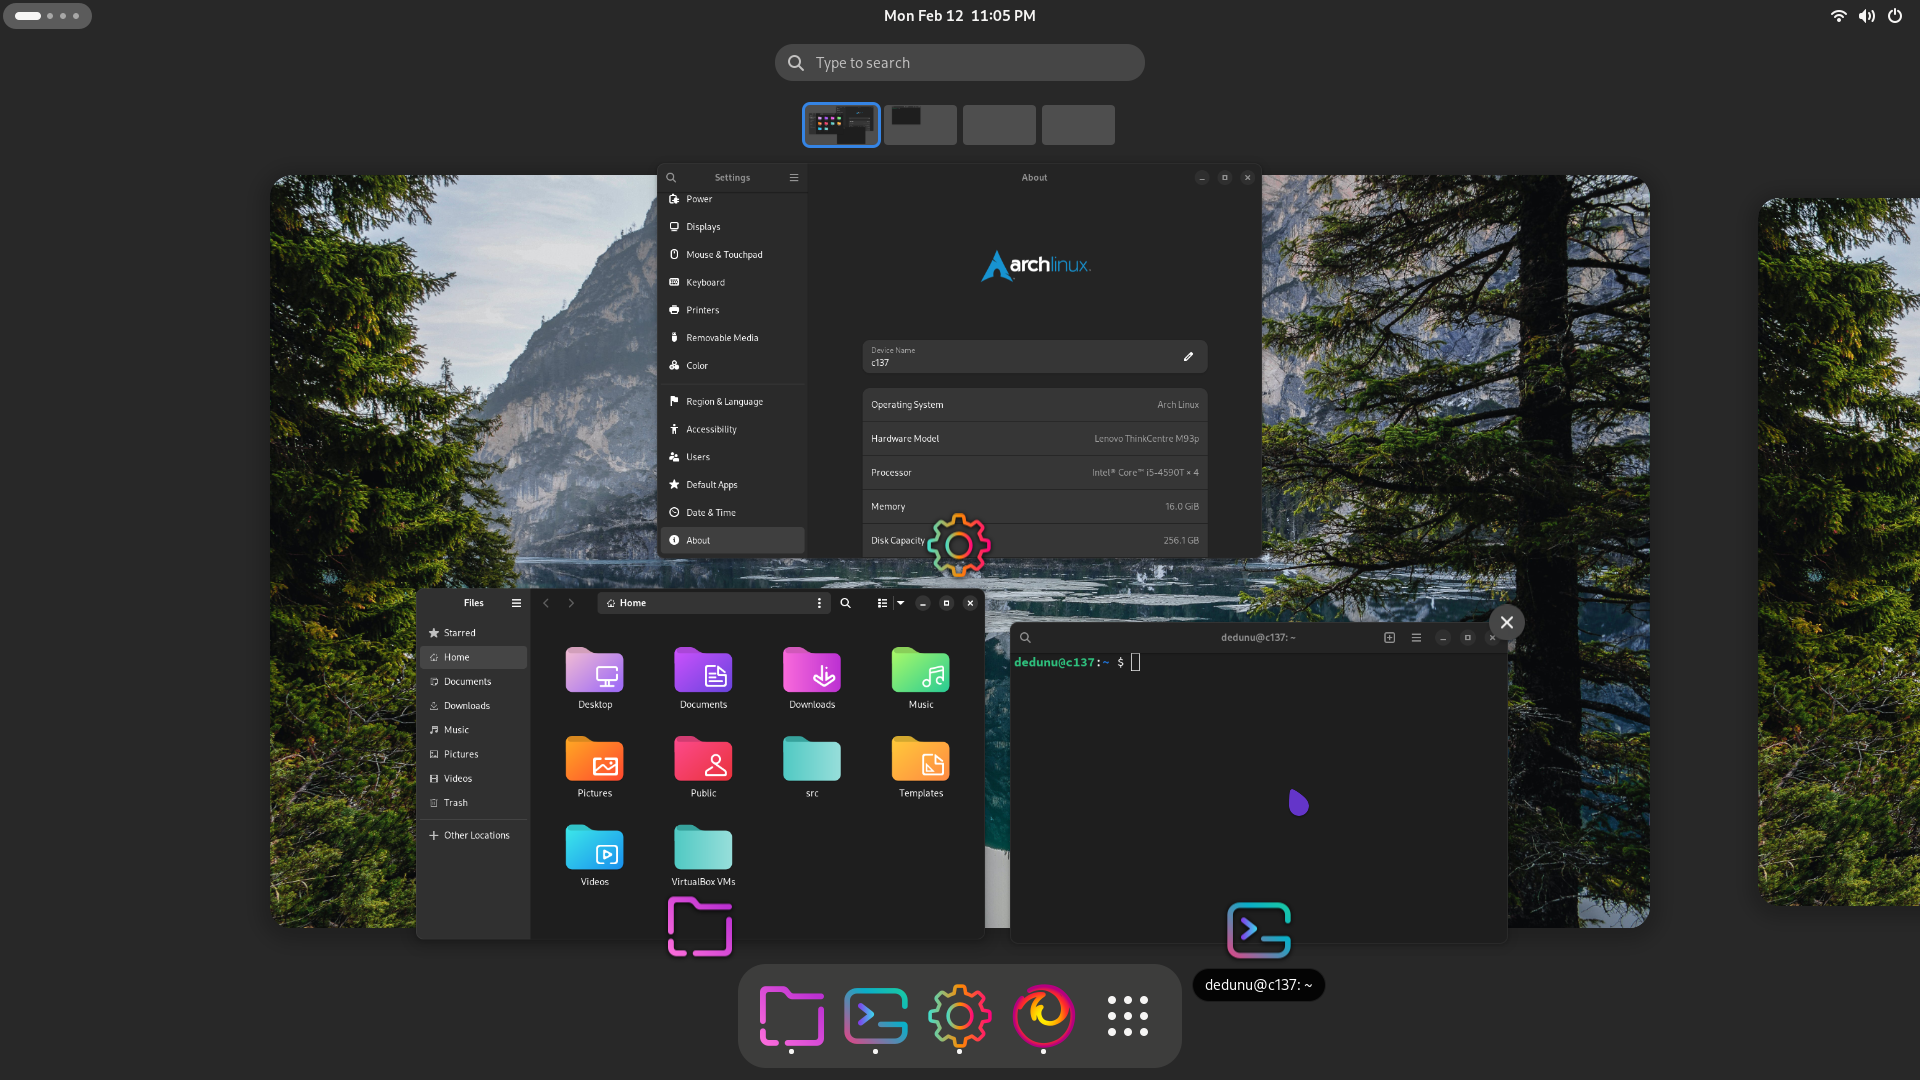 Mon Feb 12 11:05 PM
Type to search
Settings
About
Power
Displays
Mouse & Touchpad
Keyboard
Printers
Removable Media
Color
Region & Language
Accessibility
Users
Default Apps
Date & Time
About
archlinux.
Device Name
c137
Operating System Arch Linux
Hardware Model Lenovo ThinkCentre M93p
Processor Intel® Core™ i5-4590T × 4
Memory 16.0 GiB
Disk Capacity 256.1 GB
Files
Home
Starred
Home
Documents
Downloads
Music
Pictures
Videos
Trash
Other Locations
Desktop Documents Downloads Music
Pictures Public src Templates
Videos VirtualBox VMs
dedunu@c137: ~
dedunu@c137:~ $
dedunu@c137: ~